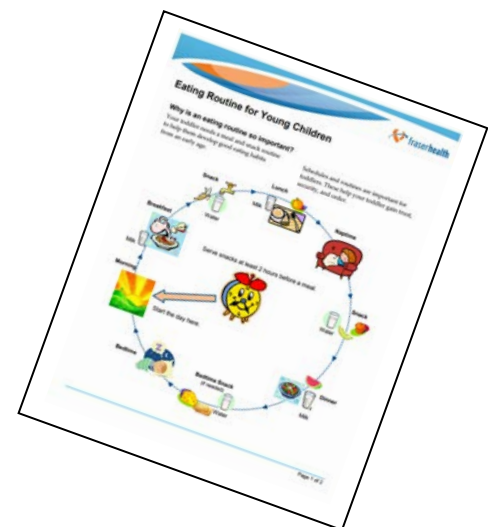 fraserhealth
Eating Routine for Young Children
Why is an eating routine so important?
Your toddler needs a meal and snack routine
to help them develop good eating habits
from an early age.
Schedules and routines are important for
toddlers. These help your toddler gain trust,
security, and order.
Snack
Water
Lunch
Milk
Naptime
Breakfast
Milk
Serve snacks at least 2 hours before a meal.
Morning
Start the day here.
Snack
Water
Bedtime
Bedtime Snack
(if needed)
Water
Dinner
Milk
Page 1 of 2